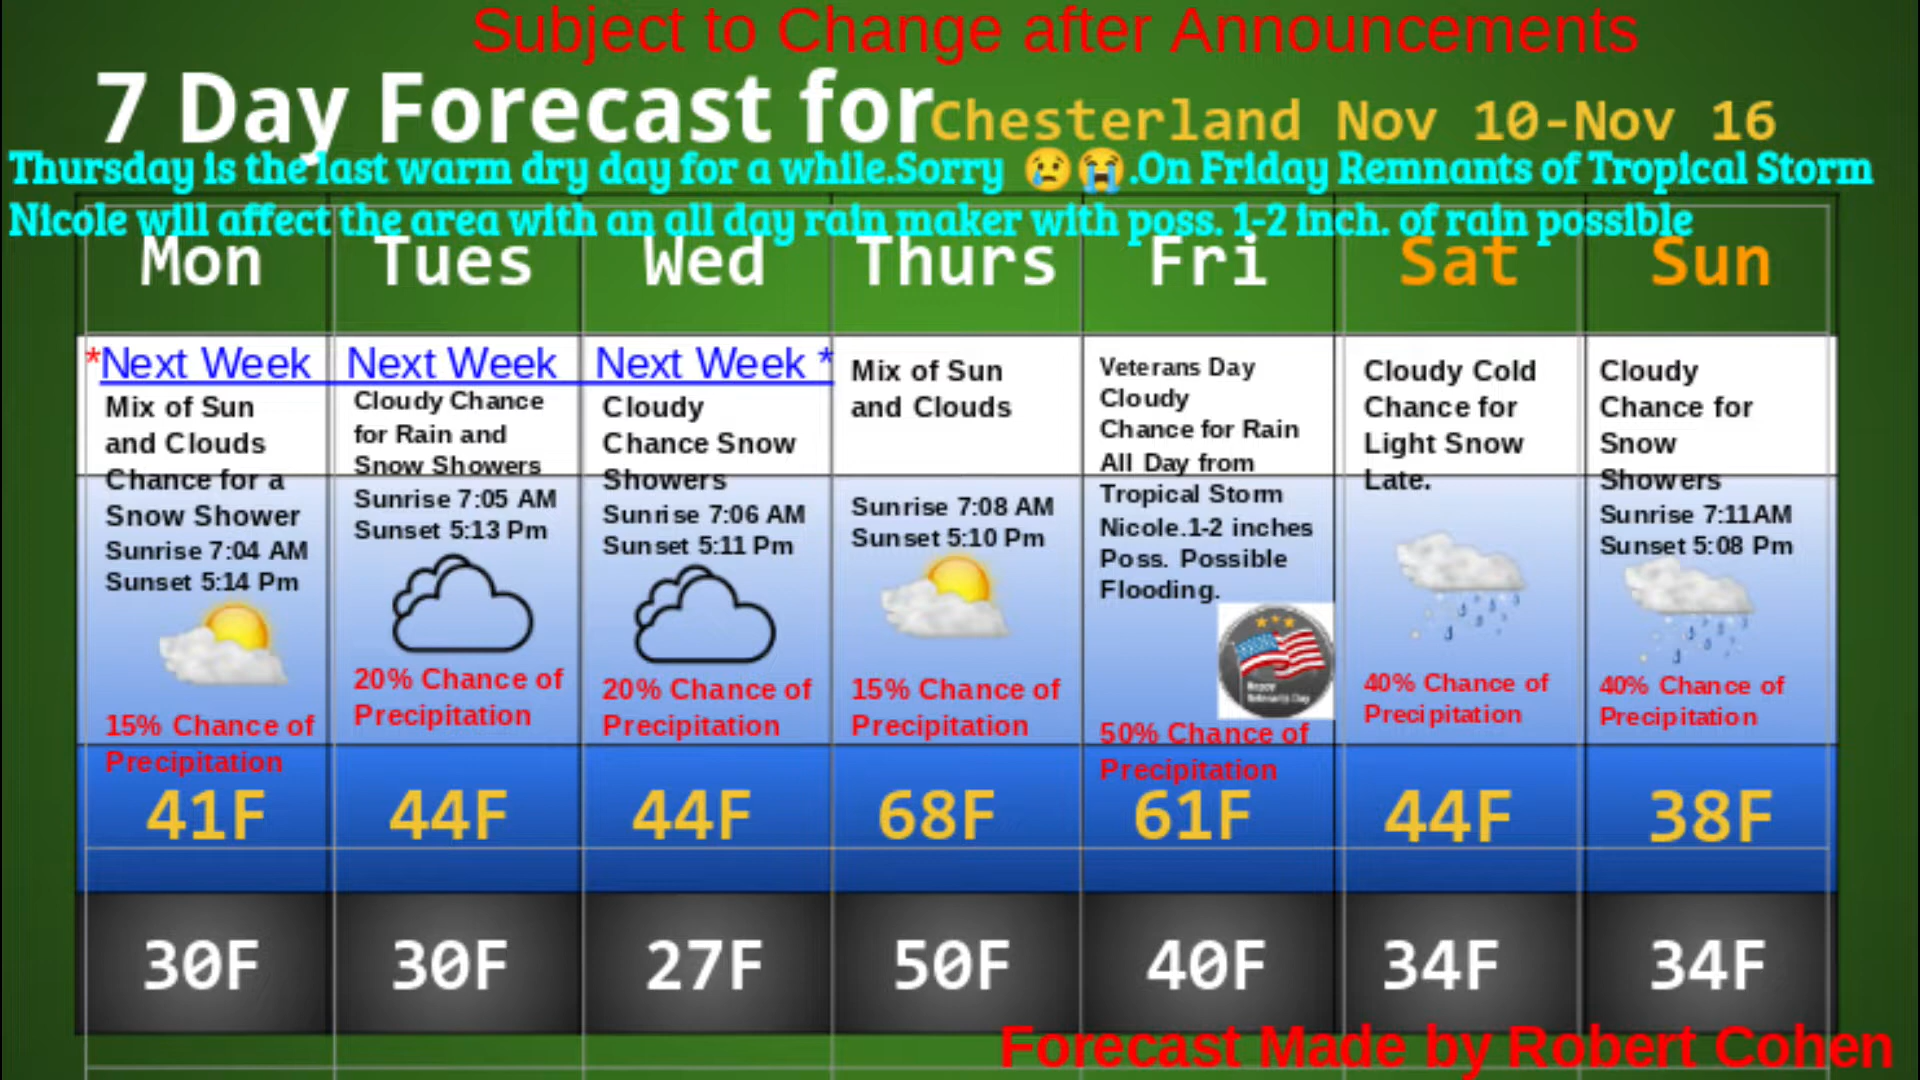 Subject to Change after Announcements
7 Day Forecast for Chesterland Nov 10-Nov 16
Thursday is the last warm dry day for a while.Sorry 😢😭.On Friday Remnants of Tropical Storm
Nicole will affect the area with an all day rain maker with poss. 1-2 inch. of rain possible
Mon Tues Wed Thurs Fri Sat Sun
*Next Week
Mix of Sun
and Clouds
Chance for a
Snow Shower
Sunrise 7:04 AM
Sunset 5:14 Pm
15% Chance of
Precipitation
Next Week
Cloudy Chance
for Rain and
Snow Showers
Sunrise 7:05 AM
Sunset 5:13 Pm
20% Chance of
Precipitation
Next Week *
Cloudy
Chance Snow
Showers
Sunrise 7:06 AM
Sunset 5:11 Pm
20% Chance of
Precipitation
Mix of Sun
and Clouds
Sunrise 7:08 AM
Sunset 5:10 Pm
15% Chance of
Precipitation
Veterans Day
Cloudy
Chance for Rain
All Day from
Tropical Storm
Nicole.1-2 inches
Poss. Possible
Flooding.
50% Chance of
Precipitation
Cloudy Cold
Chance for
Light Snow
Late.
40% Chance of
Precipitation
Cloudy
Chance for
Snow
Showers
Sunrise 7:11AM
Sunset 5:08 Pm
40% Chance of
Precipitation
41F 44F 44F 68F 61F 44F 38F
30F 30F 27F 50F 40F 34F 34F
Forecast Made by Robert Cohen